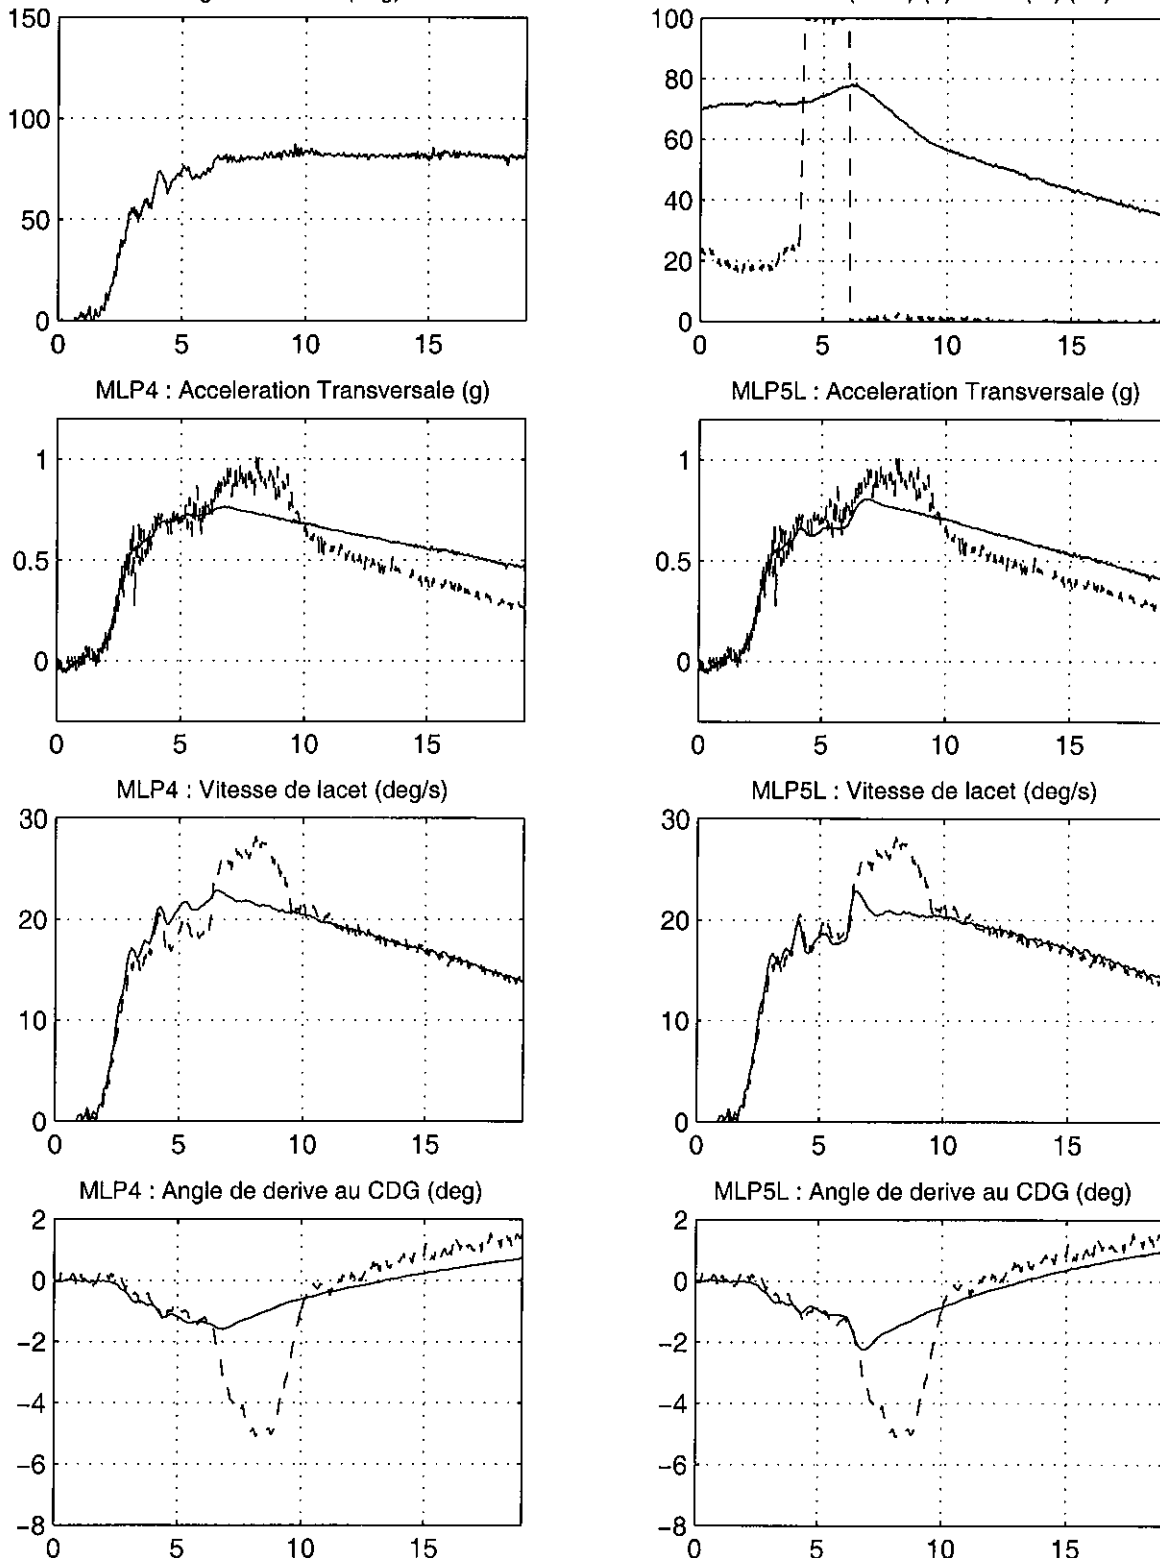 150
100
50
0
0 5 10 15
100
80
60
40
20
0
0 5 10 15
MLP4 : Acceleration Transversale (g)
1
0.5
0
0 5 10 15
MLP5L : Acceleration Transversale (g)
1
0.5
0
0 5 10 15
MLP4 : Vitesse de lacet (deg/s)
30
20
10
0
0 5 10 15
MLP5L : Vitesse de lacet (deg/s)
30
20
10
0
0 5 10 15
MLP4 : Angle de derive au CDG (deg)
2
0
−2
−4
−6
−8
0 5 10 15
MLP5L : Angle de derive au CDG (deg)
2
0
−2
−4
−6
−8
0 5 10 15